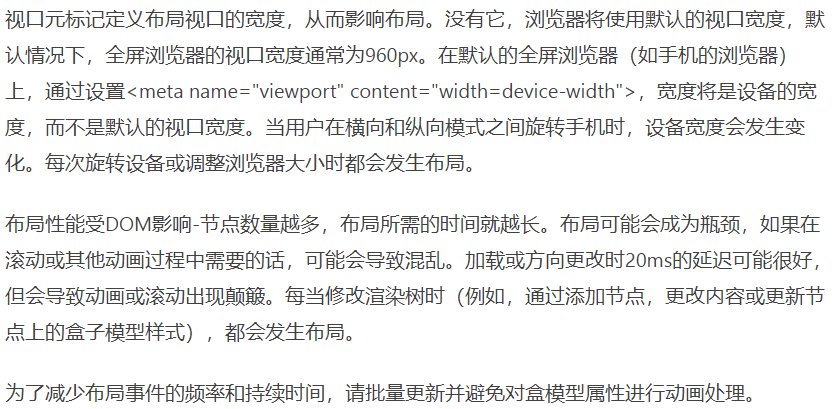 视口元标记定义布局视口的宽度，从而影响布局。没有它，浏览器将使用默认的视口宽度，默
认情况下，全屏浏览器的视口宽度通常为960px。在默认的全屏浏览器（如手机的浏览器）
上，通过设置<meta name="viewport" content="width=device-width">，宽度将是设备的宽
度，而不是默认的视口宽度。当用户在横向和纵向模式之间旋转手机时，设备宽度会发生变
化。每次旋转设备或调整浏览器大小时都会发生布局。
布局性能受DOM影响-节点数量越多，布局所需的时间就越长。布局可能会成为瓶颈，如果在
滚动或其他动画过程中需要的话，可能会导致混乱。加载或方向更改时20ms的延迟可能很好，
但会导致动画或滚动出现颠簸。每当修改渲染树时（例如，通过添加节点，更改内容或更新节
点上的盒子模型样式），都会发生布局。
为了减少布局事件的频率和持续时间，请批量更新并避免对盒模型属性进行动画处理。